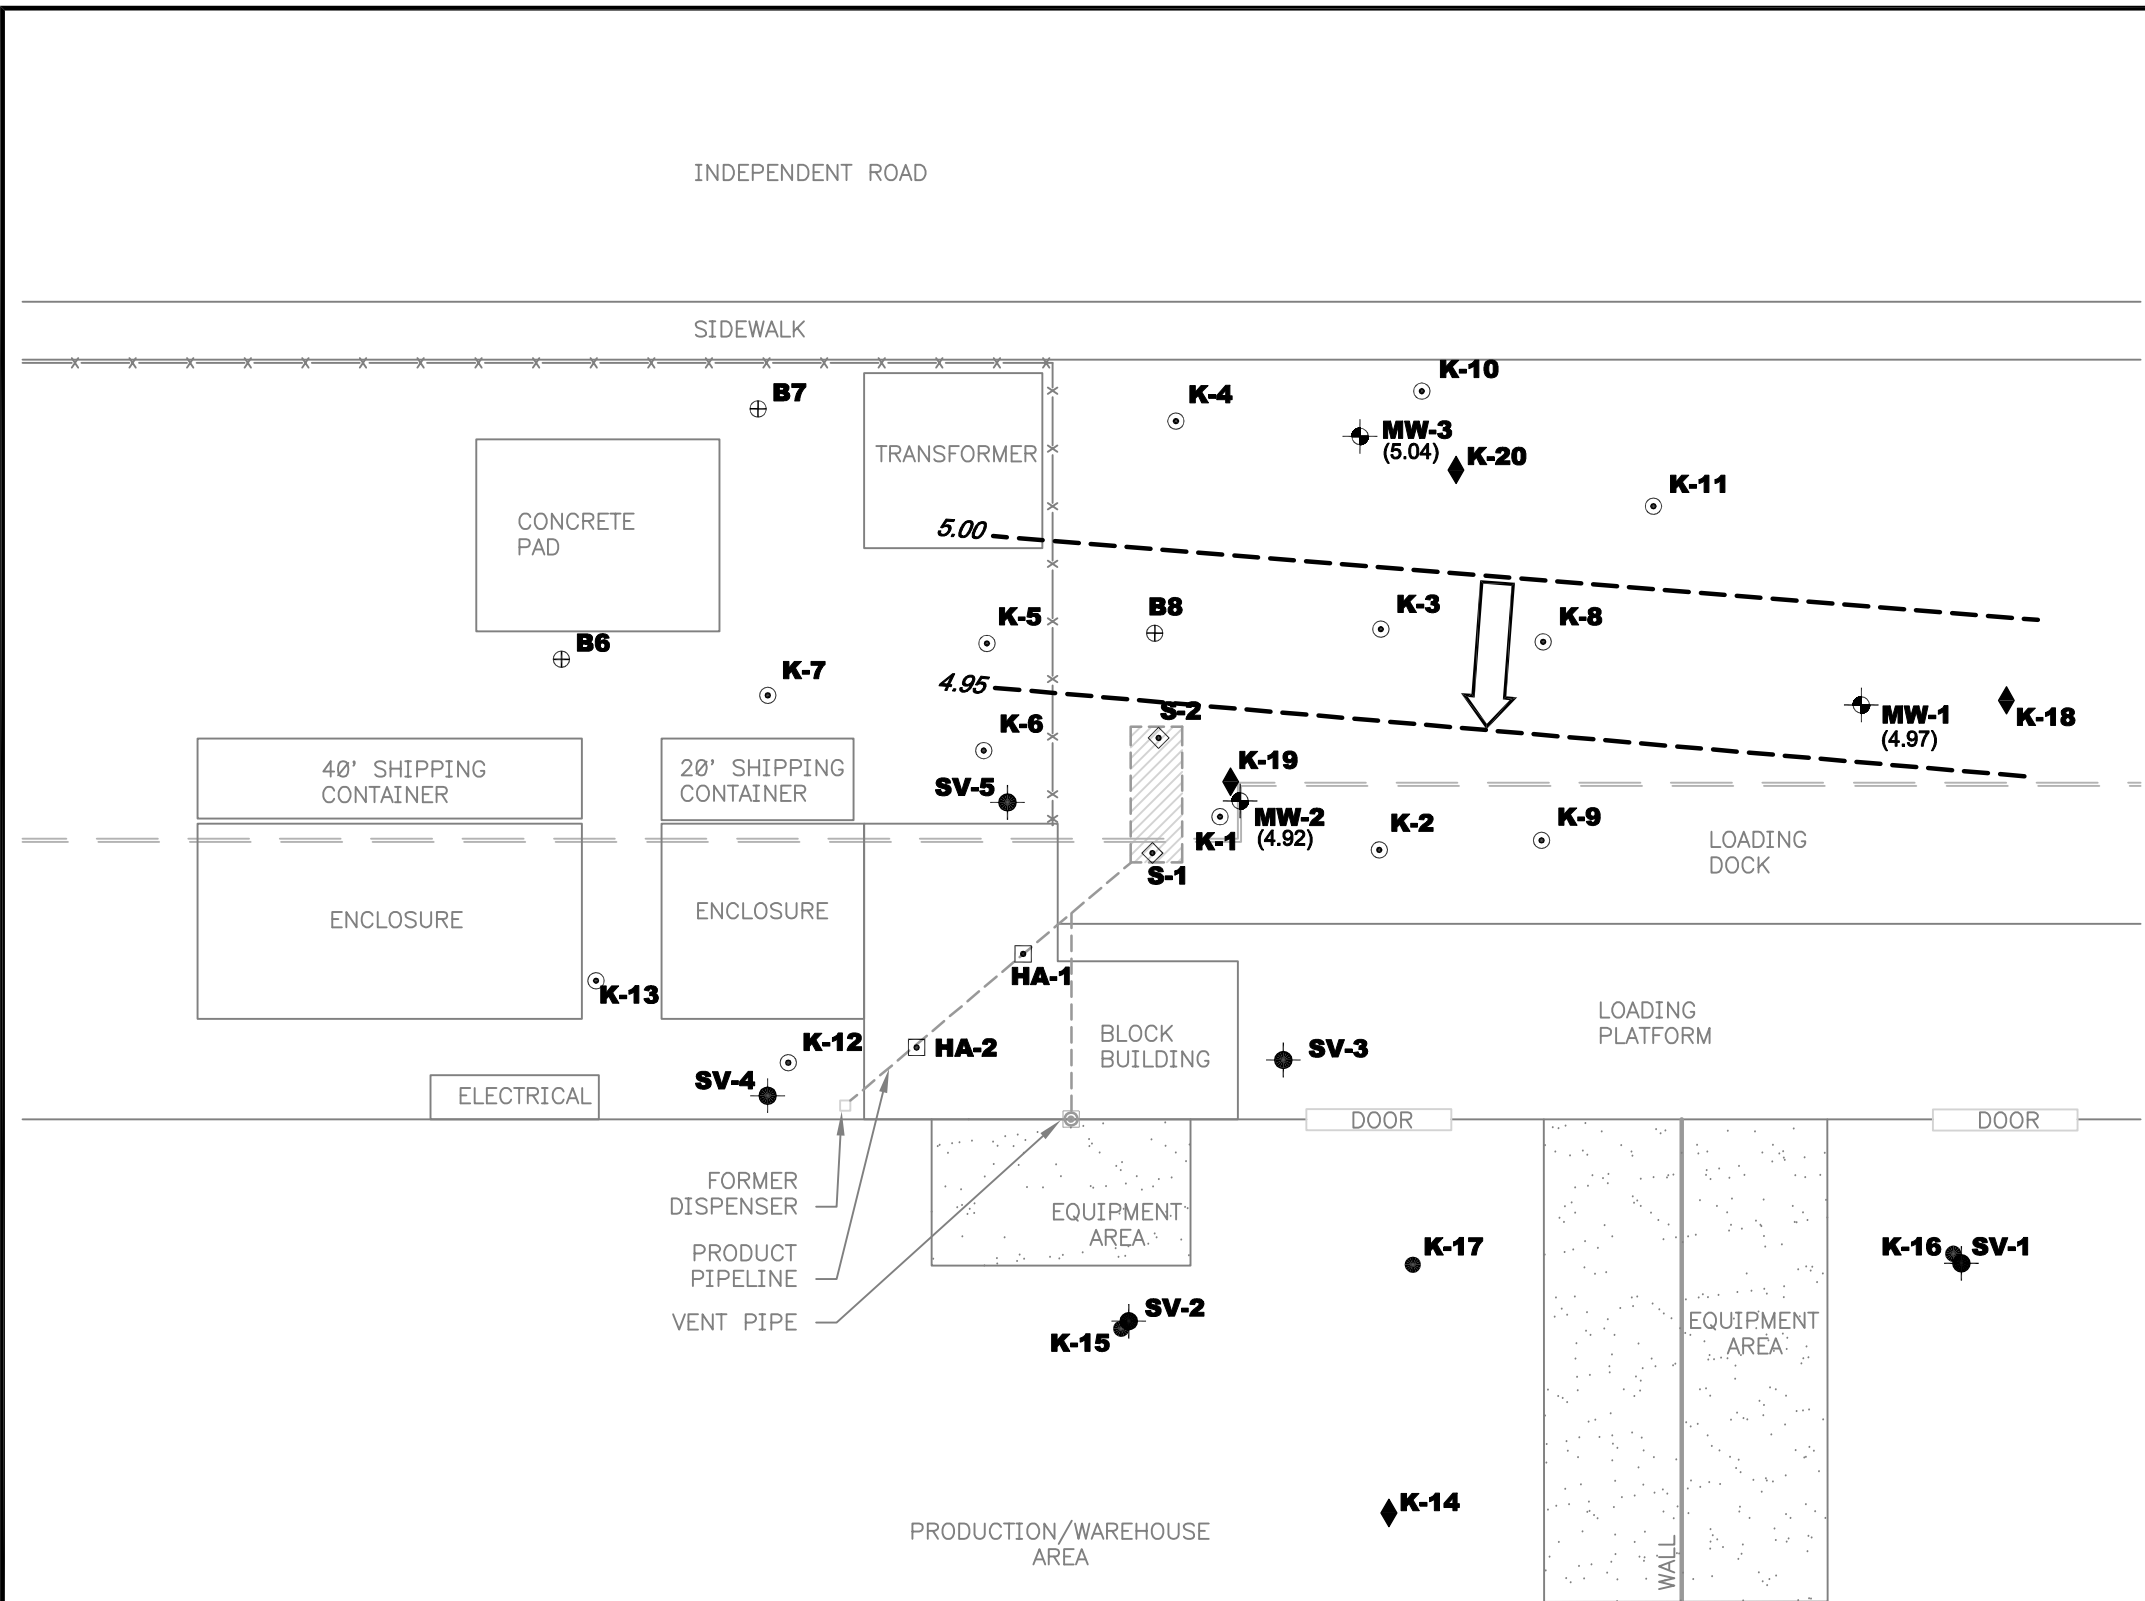 INDEPENDENT ROAD
SIDEWALK
K-10
B7
K-4
MW-3
(5.04)
TRANSFORMER
K-20
K-11
CONCRETE
PAD
5.00
K-3
B8
K-5
K-8
B6
K-7
4.95
S-2
K-6
MW-1
(4.97)
K-18
40' SHIPPING
CONTAINER
20' SHIPPING
CONTAINER
K-19
SV-5
MW-2
(4.92)
K-1
K-2
K-9
LOADING
DOCK
S-1
ENCLOSURE
ENCLOSURE
HA-1
K-13
LOADING
PLATFORM
BLOCK
BUILDING
K-12
HA-2
SV-3
SV-4
ELECTRICAL
DOOR
DOOR
FORMER
DISPENSER
EQUIPMENT
AREA
PRODUCT
PIPELINE
K-17
K-16
SV-1
VENT PIPE
SV-2
K-15
EQUIPMENT
AREA
K-14
PRODUCTION/WAREHOUSE
AREA
WALL